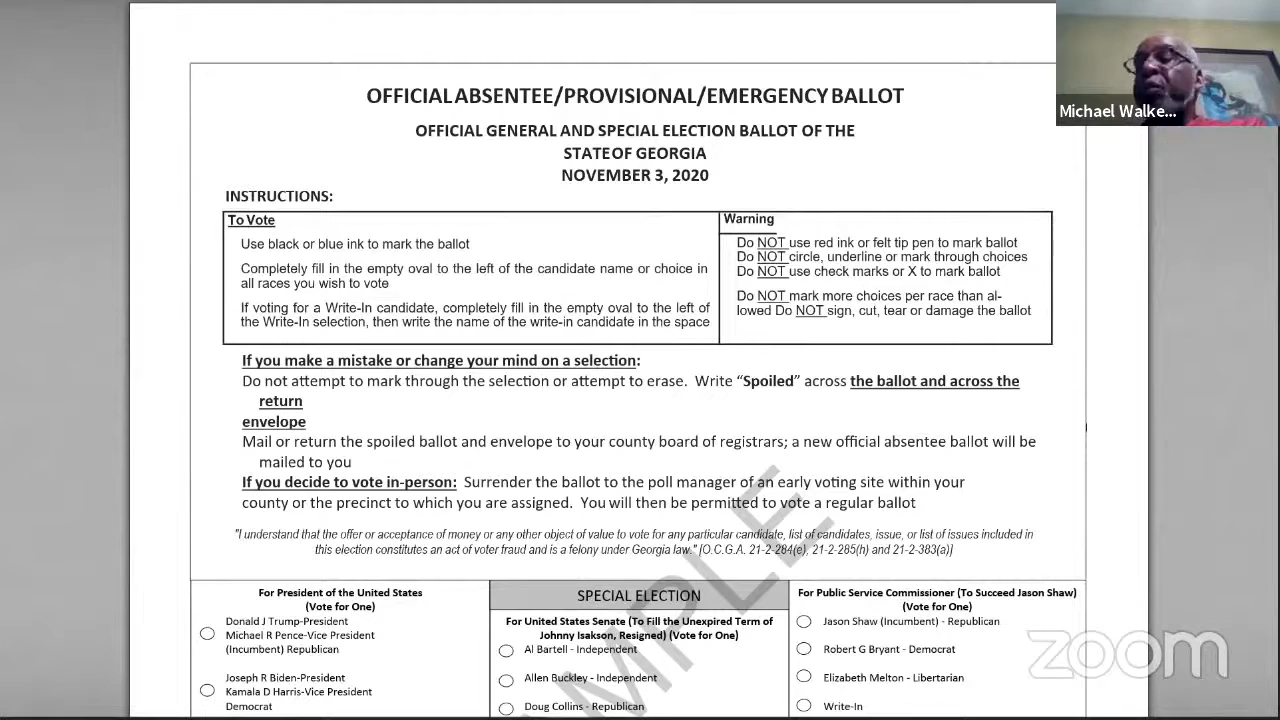 OFFICIAL ABSENTEE/PROVISIONAL/EMERGENCY BALLOT
OFFICIAL GENERAL AND SPECIAL ELECTION BALLOT OF THE
STATE OF GEORGIA
NOVEMBER 3, 2020
INSTRUCTIONS:
To Vote
Use black or blue ink to mark the ballot
Completely fill in the empty oval to the left of the candidate name or choice in
all races you wish to vote
If voting for a Write-In candidate, completely fill in the empty oval to the left of
the Write-In selection, then write the name of the write-in candidate in the space
Warning
Do NOT use red ink or felt tip pen to mark ballot
Do NOT circle, underline or mark through choices
Do NOT use check marks or X to mark ballot
Do NOT mark more choices per race than al-
lowed Do NOT sign, cut, tear or damage the ballot
If you make a mistake or change your mind on a selection:
Do not attempt to mark through the selection or attempt to erase. Write “Spoiled” across the ballot and across the
return
envelope
Mail or return the spoiled ballot and envelope to your county board of registrars; a new official absentee ballot will be
mailed to you
If you decide to vote in-person: Surrender the ballot to the poll manager of an early voting site within your
county or the precinct to which you are assigned. You will then be permitted to vote a regular ballot
"I understand that the offer or acceptance of money or any other object of value to vote for any particular candidate, list of candidates, issue, or list of issues included in
this election constitutes an act of voter fraud and is a felony under Georgia law." [O.C.G.A. 21-2-284(e), 21-2-285(h) and 21-2-383(a)]
For President of the United States
(Vote for One)
Donald J Trump-President
Michael R Pence-Vice President
(Incumbent) Republican
Joseph R Biden-President
Kamala D Harris-Vice President
Democrat
SPECIAL ELECTION
For United States Senate (To Fill the Unexpired Term of
Johnny Isakson, Resigned) (Vote for One)
Al Bartell - Independent
Allen Buckley - Independent
Doug Collins - Republican
For Public Service Commissioner (To Succeed Jason Shaw)
(Vote for One)
Jason Shaw (Incumbent) - Republican
Robert G Bryant - Democrat
Elizabeth Melton - Libertarian
Write-In
Michael Walke...
zoom